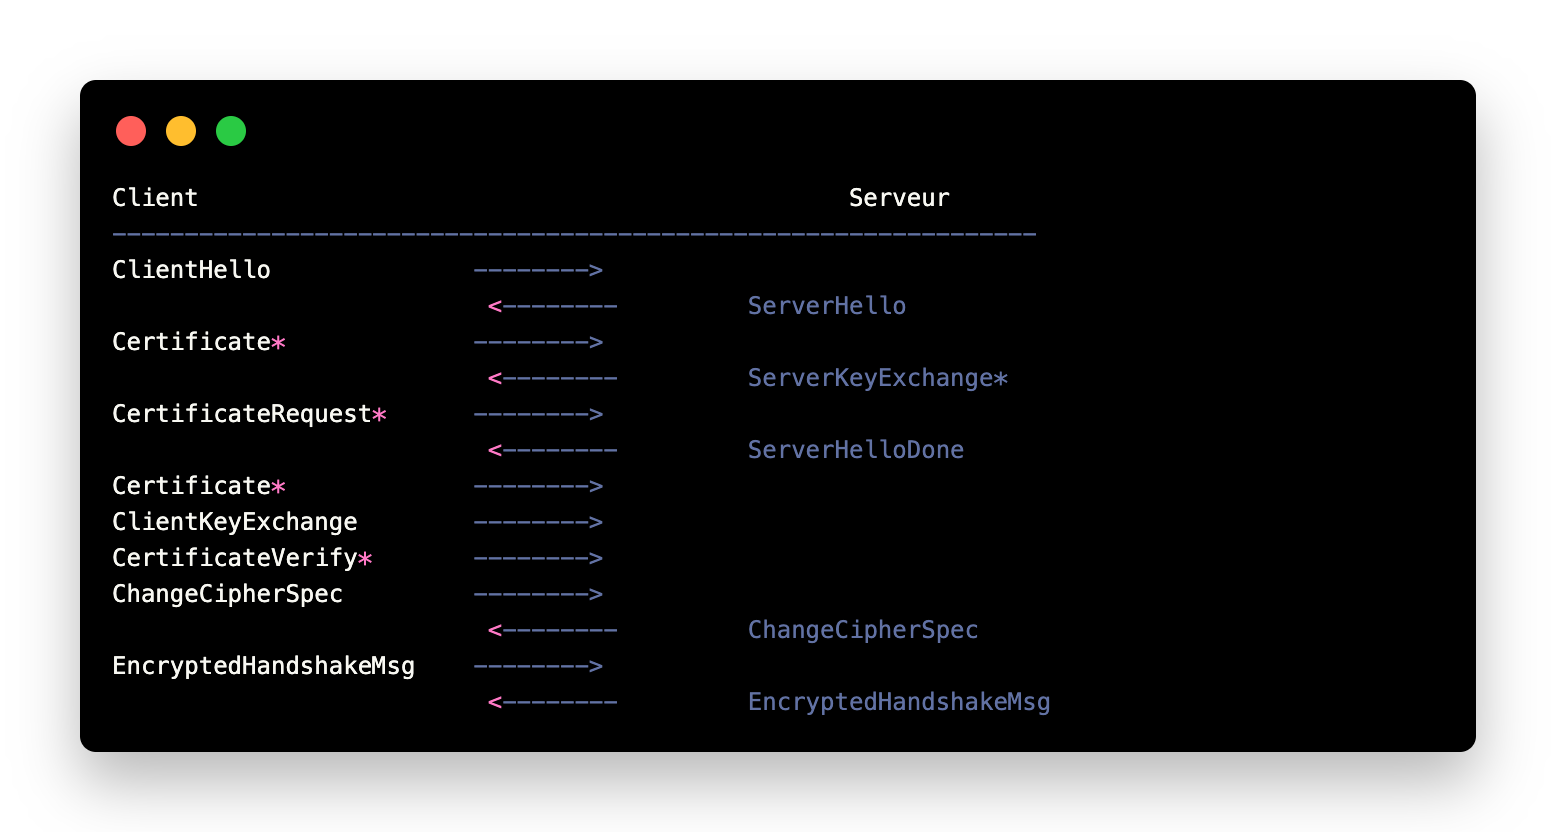 Client Serveur
----------------------------------------------------------------
ClientHello -------->
<-------- ServerHello
Certificate* -------->
<-------- ServerKeyExchange*
CertificateRequest* -------->
<-------- ServerHelloDone
Certificate* -------->
ClientKeyExchange -------->
CertificateVerify* -------->
ChangeCipherSpec -------->
<-------- ChangeCipherSpec
EncryptedHandshakeMsg -------->
<-------- EncryptedHandshakeMsg